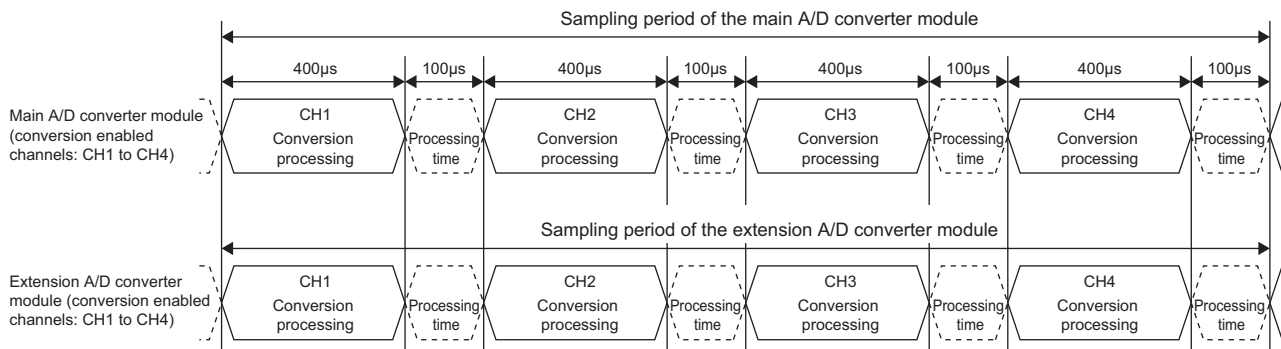 Sampling period of the main A/D converter module
400µs 100µs 400µs 100µs 400µs 100µs 400µs 100µs
Main A/D converter module
(conversion enabled
channels: CH1 to CH4)
CH1
Conversion
processing
Processing
time
CH2
Conversion
processing
Processing
time
CH3
Conversion
processing
Processing
time
CH4
Conversion
processing
Processing
time
Sampling period of the extension A/D converter module
Extension A/D converter
module (conversion enabled
channels: CH1 to CH4)
CH1
Conversion
processing
Processing
time
CH2
Conversion
processing
Processing
time
CH3
Conversion
processing
Processing
time
CH4
Conversion
processing
Processing
time